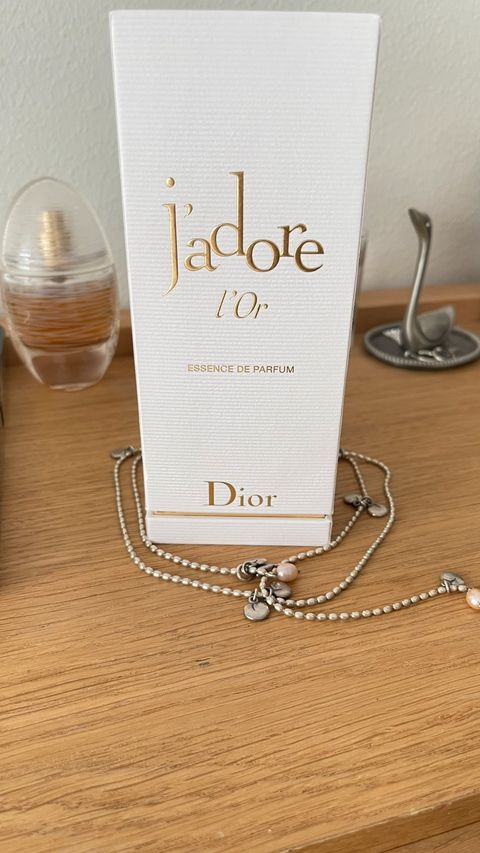 j'adore
l'Or
ESSENCE DE PARFUM
Dior